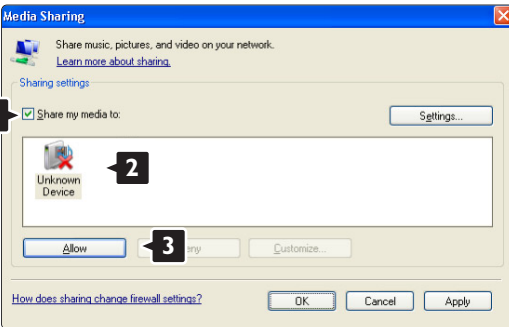 Media Sharing
Share music, pictures, and video on your network.
Learn more about sharing.
Sharing settings
Share my media to:
Settings...
2
Unknown
Device
Allow
3
Customize...
How does sharing change firewall settings?
OK
Cancel
Apply